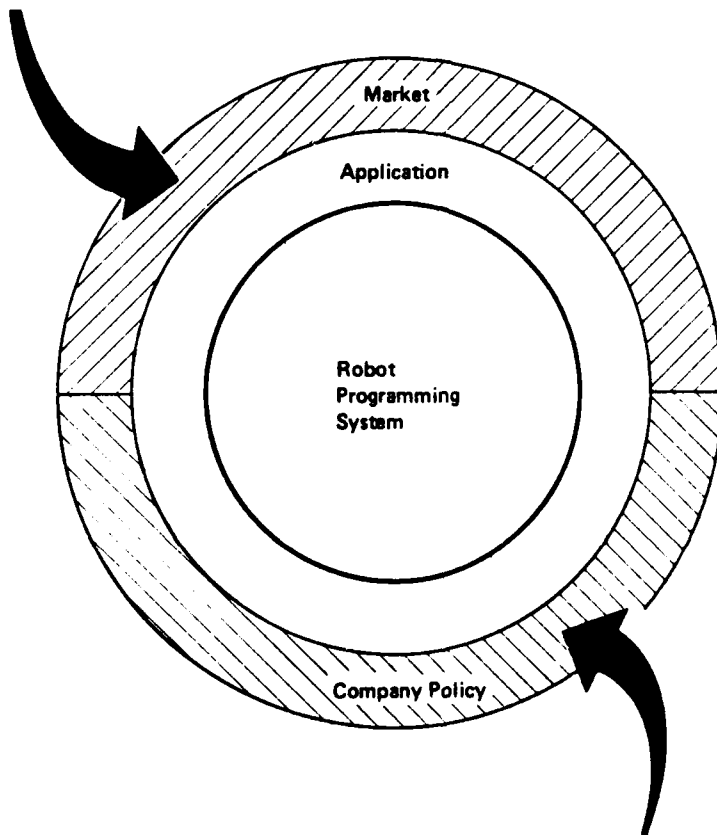 Market
Application
Robot
Programming
System
Company Policy